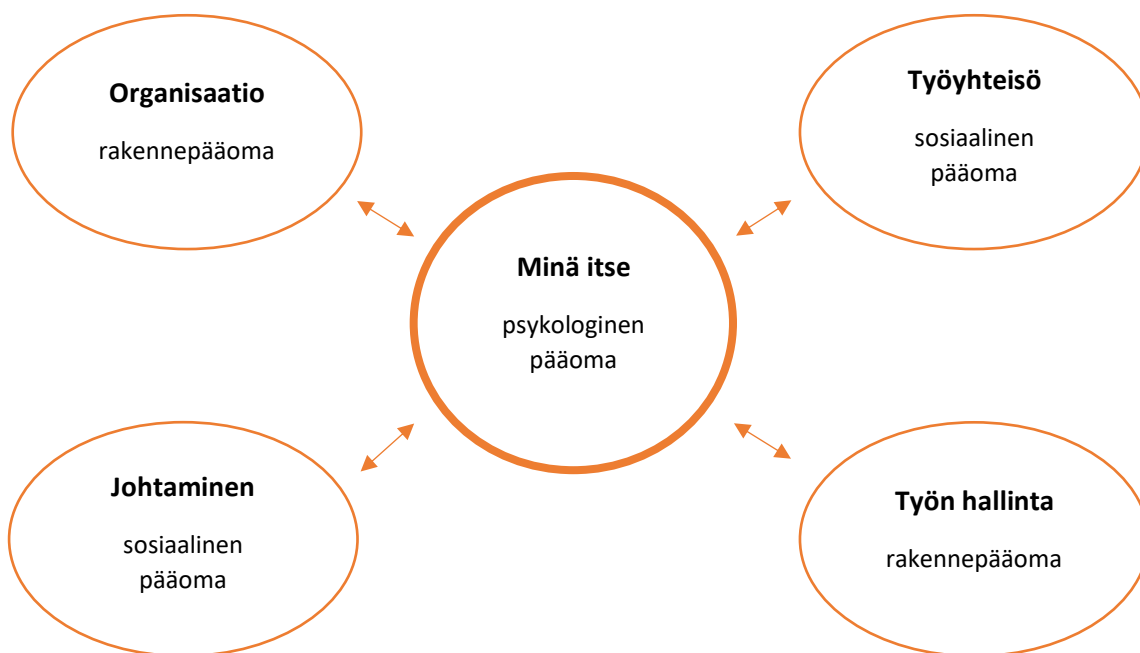 Organisaatio
rakennepääoma
Työyhteisö
sosiaalinen
pääoma
Minä itse
psykologinen
pääoma
Johtaminen
sosiaalinen
pääoma
Työn hallinta
rakennepääoma